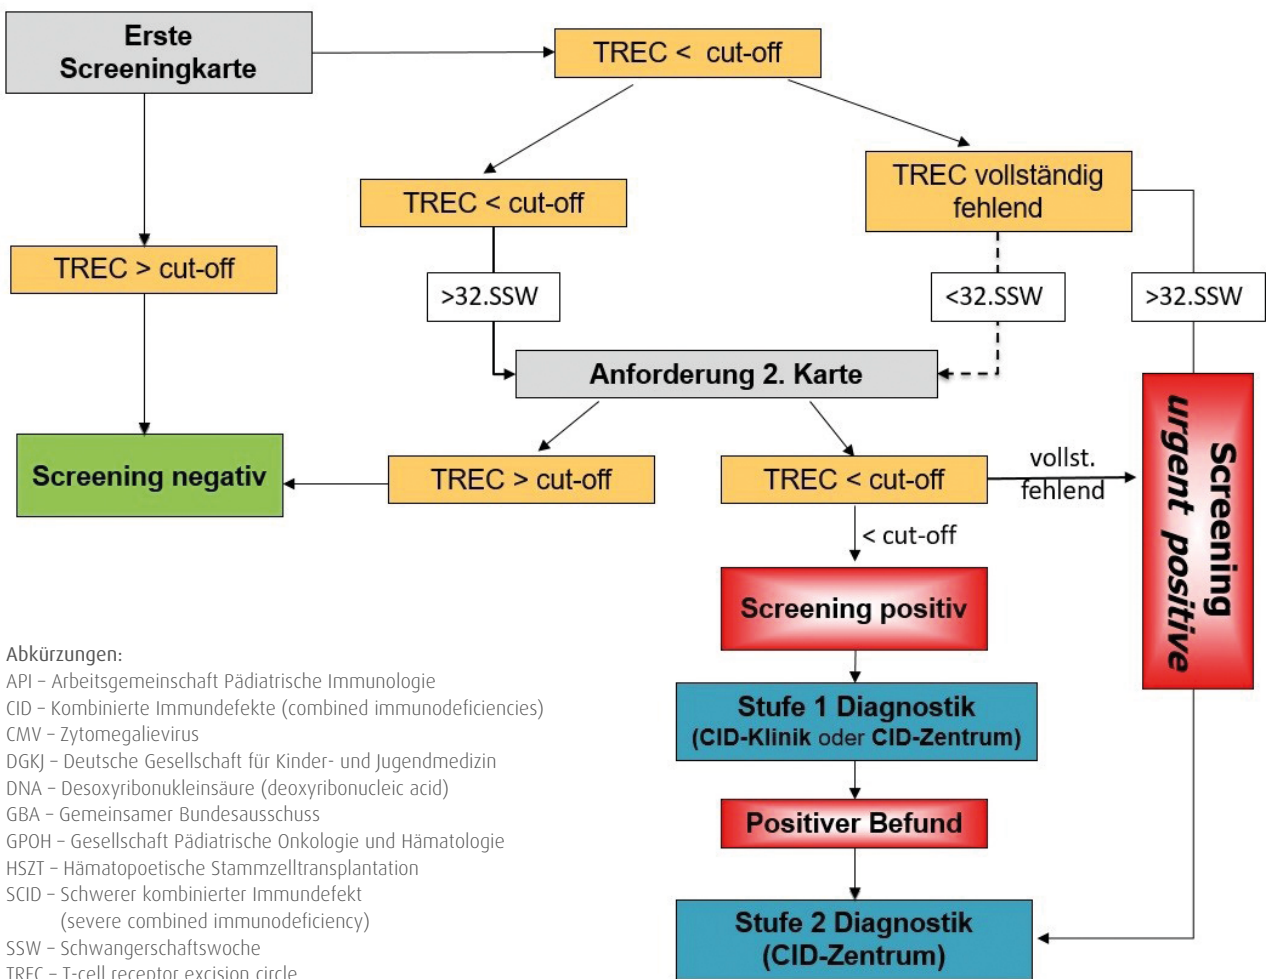 Erste
Screeningkarte
TREC < cut-off
TREC < cut-off
TREC vollständig
fehlend
TREC > cut-off
>32.SSW
<32.SSW
>32.SSW
Anforderung 2. Karte
Screening negativ
TREC > cut-off
TREC < cut-off
vollst.
fehlend
Screening
urgent positive
< cut-off
Screening positiv
Stufe 1 Diagnostik
(CID-Klinik oder CID-Zentrum)
Positiver Befund
Stufe 2 Diagnostik
(CID-Zentrum)
Abkürzungen:
API – Arbeitsgemeinschaft Pädiatrische Immunologie
CID – Kombinierte Immundefekte (combined immunodeficiencies)
CMV – Zytomegalievirus
DGKJ – Deutsche Gesellschaft für Kinder- und Jugendmedizin
DNA – Desoxyribonukleinsäure (deoxyribonucleic acid)
GBA – Gemeinsamer Bundesausschuss
GPOH – Gesellschaft Pädiatrische Onkologie und Hämatologie
HSZT – Hämatopoetische Stammzelltransplantation
SCID – Schwerer kombinierter Immundefekt
(severe combined immunodeficiency)
SSW – Schwangerschaftswoche
TREC – T-cell receptor excision circle